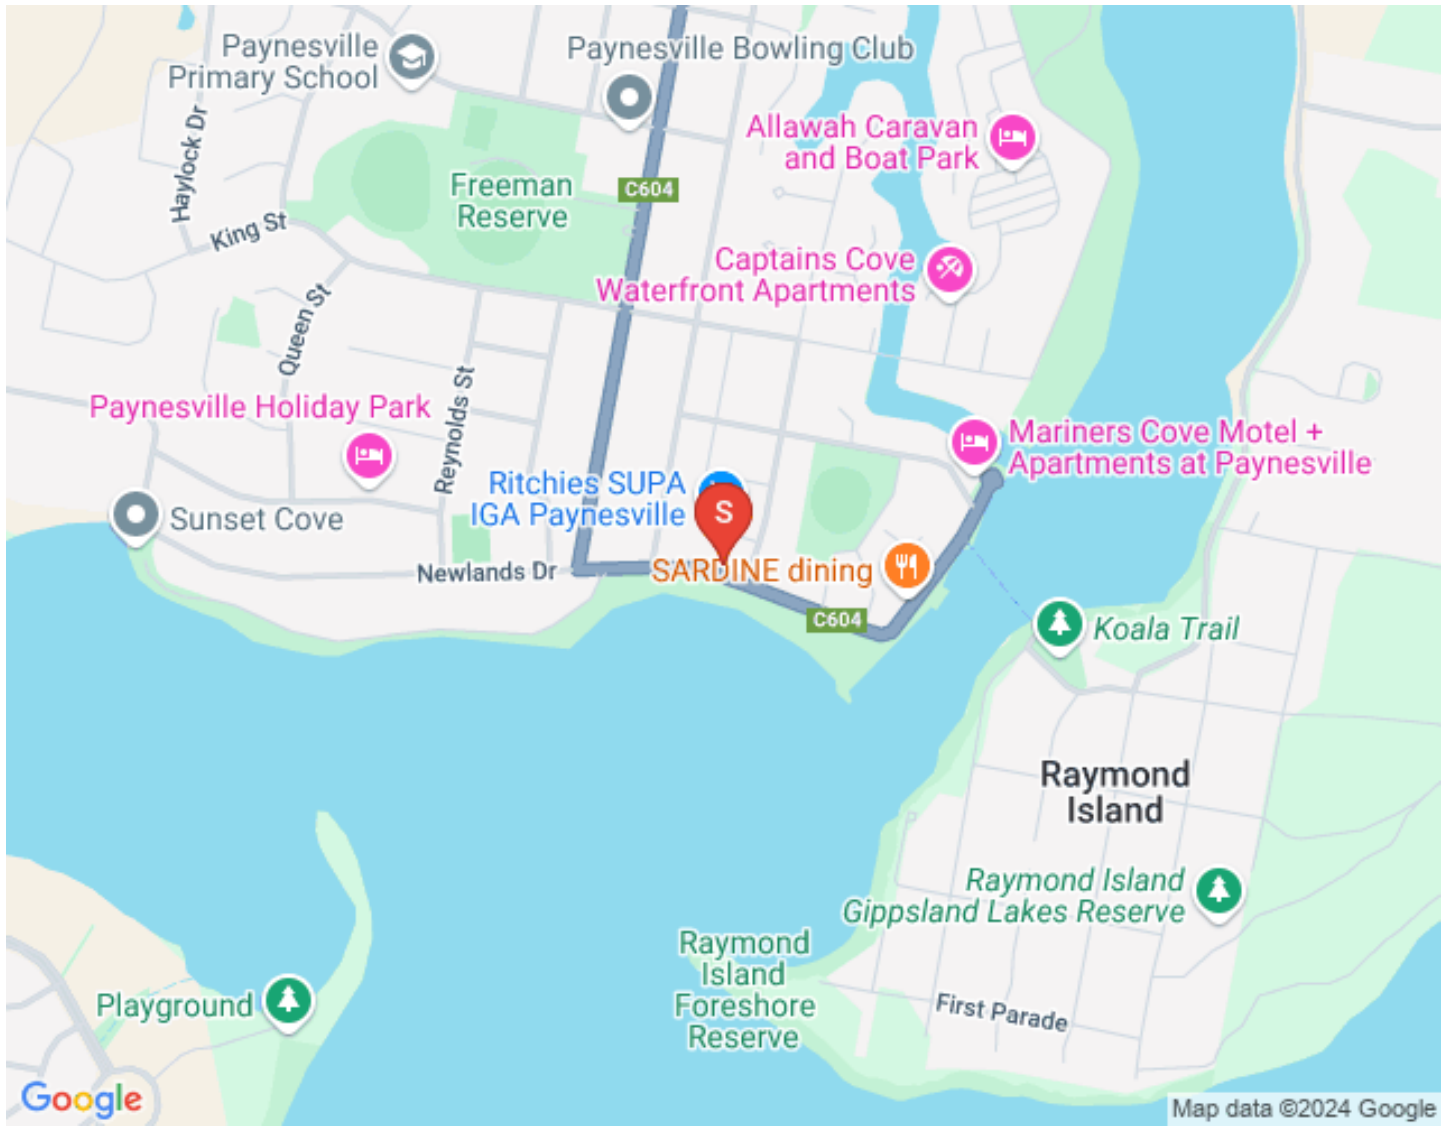 Paynesville
Primary School
Paynesville Bowling Club
Allawah Caravan
and Boat Park
Haylock Dr
Freeman
Reserve
C604
King St
Captains Cove
Waterfront Apartments
Queen St
Reynolds St
Paynesville Holiday Park
Mariners Cove Motel +
Apartments at Paynesville
Ritchies SUPA
IGA Paynesville
S
Sunset Cove
Newlands Dr
SARDINE dining
C604
Koala Trail
Raymond
Island
Raymond Island
Gippsland Lakes Reserve
Raymond
Island
Foreshore
Reserve
Playground
First Parade
Google
Map data ©2024 Google